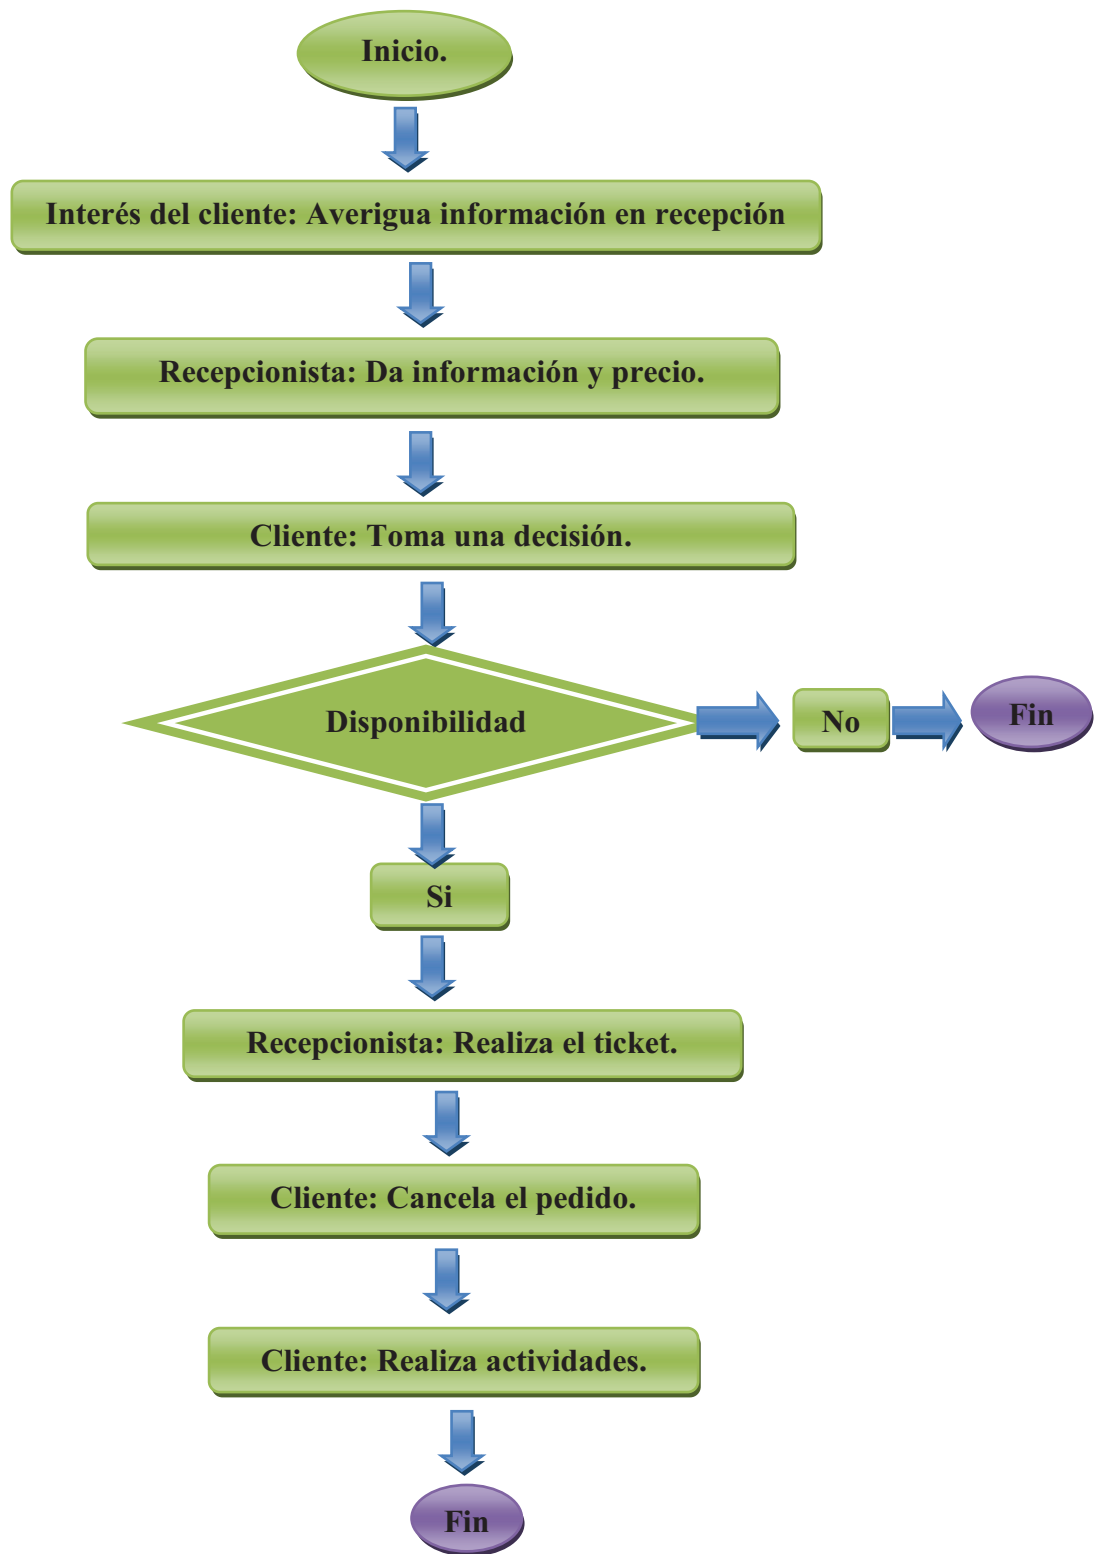 Inicio.
Interés del cliente: Averigua información en recepción
Recepcionista: Da información y precio.
Cliente: Toma una decisión.
Disponibilidad
No
Fin
Si
Recepcionista: Realiza el ticket.
Cliente: Cancela el pedido.
Cliente: Realiza actividades.
Fin